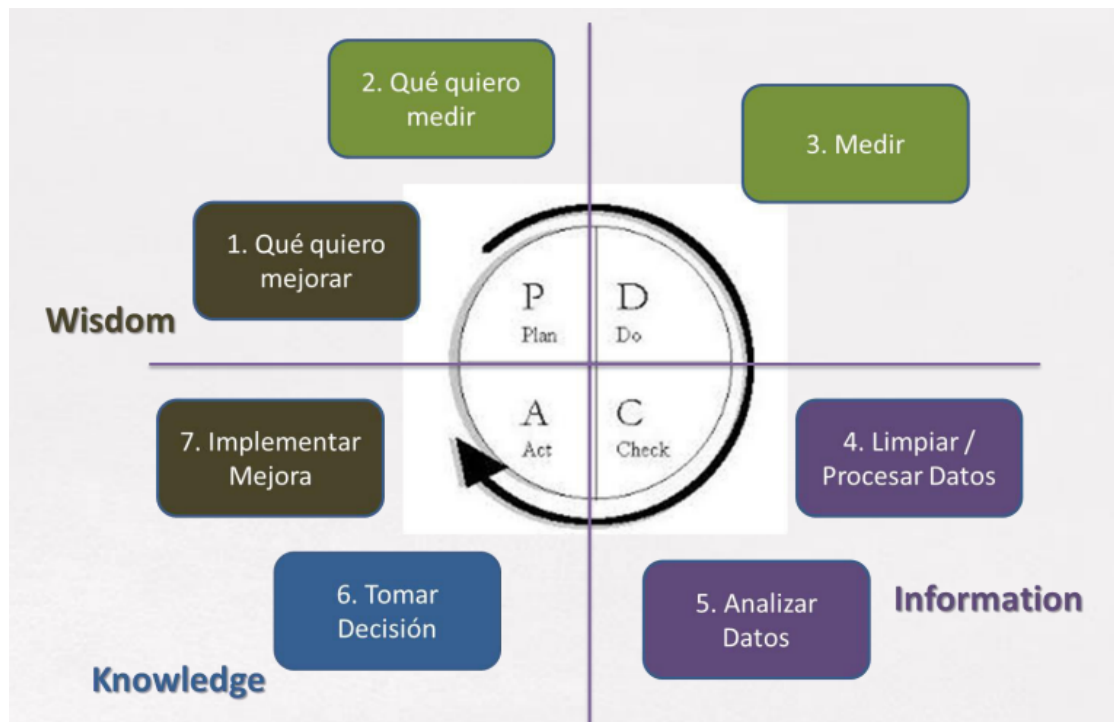 2. Qué quiero
medir
3. Medir
1. Qué quiero
mejorar
Wisdom
P
Plan
D
Do
A
Act
C
Check
7. Implementar
Mejora
4. Limpiar /
Procesar Datos
6. Tomar
Decisión
5. Analizar
Datos
Information
Knowledge